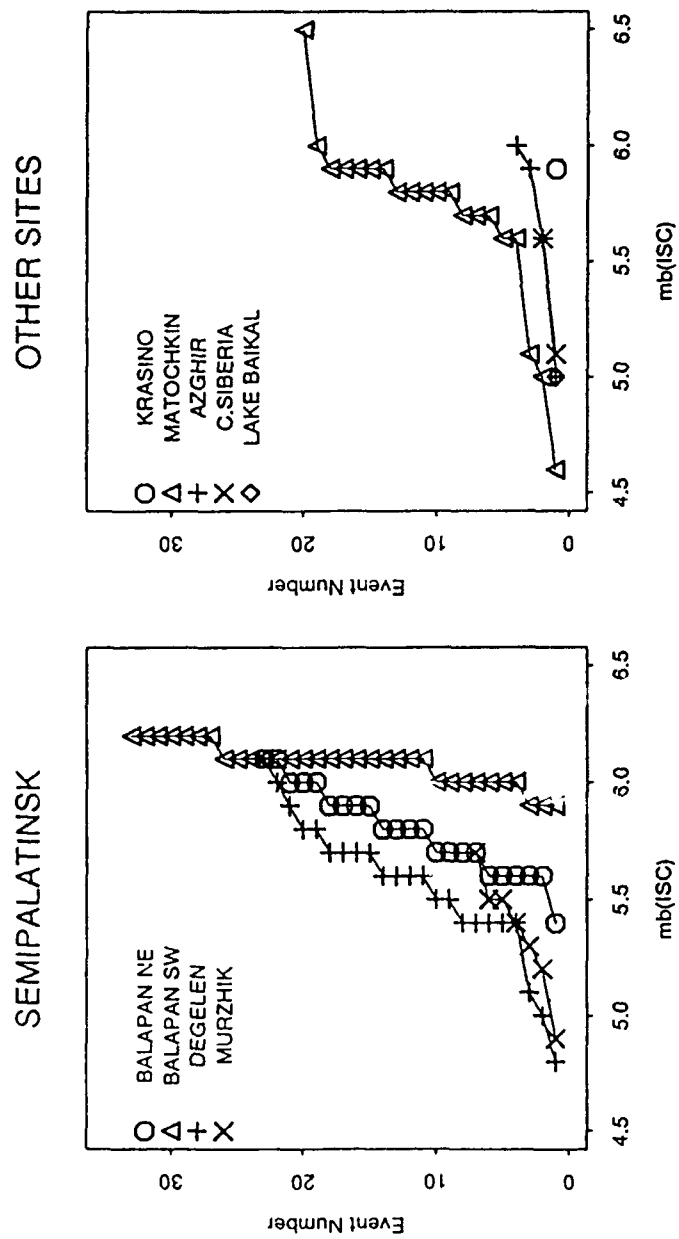 SEMIPALATINSK
BALAPAN NE
BALAPAN SW
DEGELEN
MURZHIK
Event Number
30
20
10
0
4.5
5.0
5.5
6.0
6.5
mb(ISC)
OTHER SITES
KRASINO
MATOCHKIN
AZGHIR
C.SIBERIA
LAKE BAIKAL
Event Number
30
20
10
0
4.5
5.0
5.5
6.0
6.5
mb(ISC)